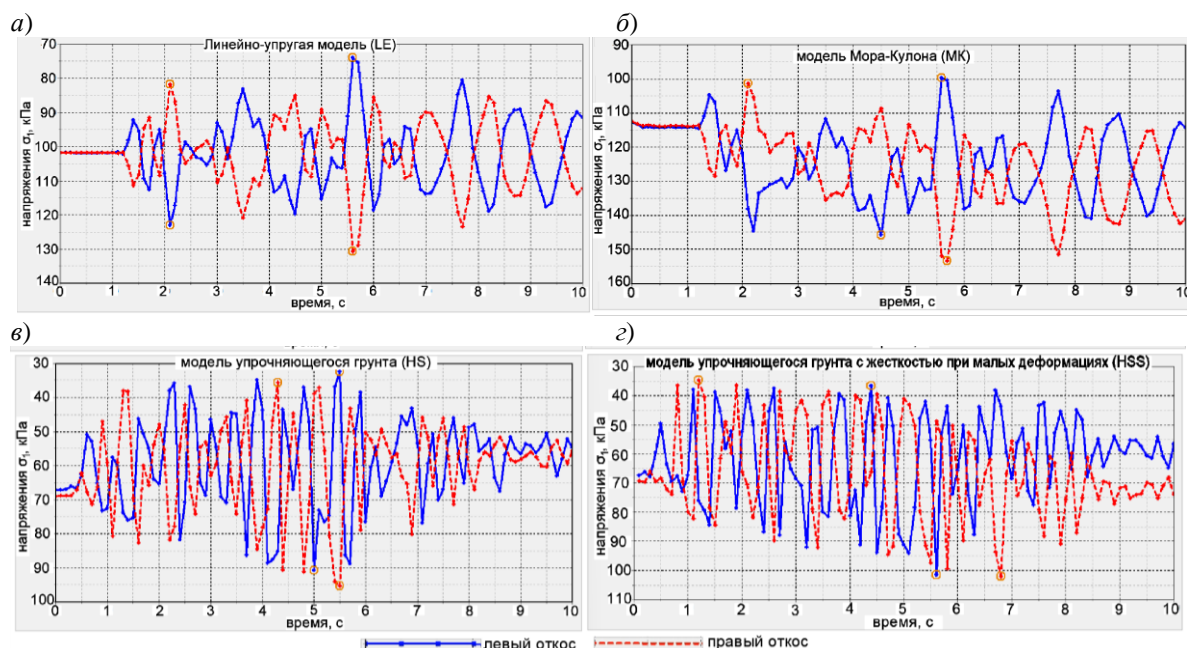 а)
Линейно-упругая модель (LE)
напряжения σ₁, кПа
70
80
90
100
110
120
130
140
0 1 2 3 4 5 6 7 8 9 10
время, с
б)
модель Мора-Кулона (МК)
напряжения σ₁, кПа
90
100
110
120
130
140
150
160
0 1 2 3 4 5 6 7 8 9 10
время, с
в)
модель упрочняющегося грунта (HS)
напряжения σ₁, кПа
30
40
50
60
70
80
90
100
0 1 2 3 4 5 6 7 8 9 10
время, с
г)
модель упрочняющегося грунта с жесткостью при малых деформациях (HSS)
напряжения σ₁, кПа
30
40
50
60
70
80
90
100
110
0 1 2 3 4 5 6 7 8 9 10
время, с
левый откос
правый откос